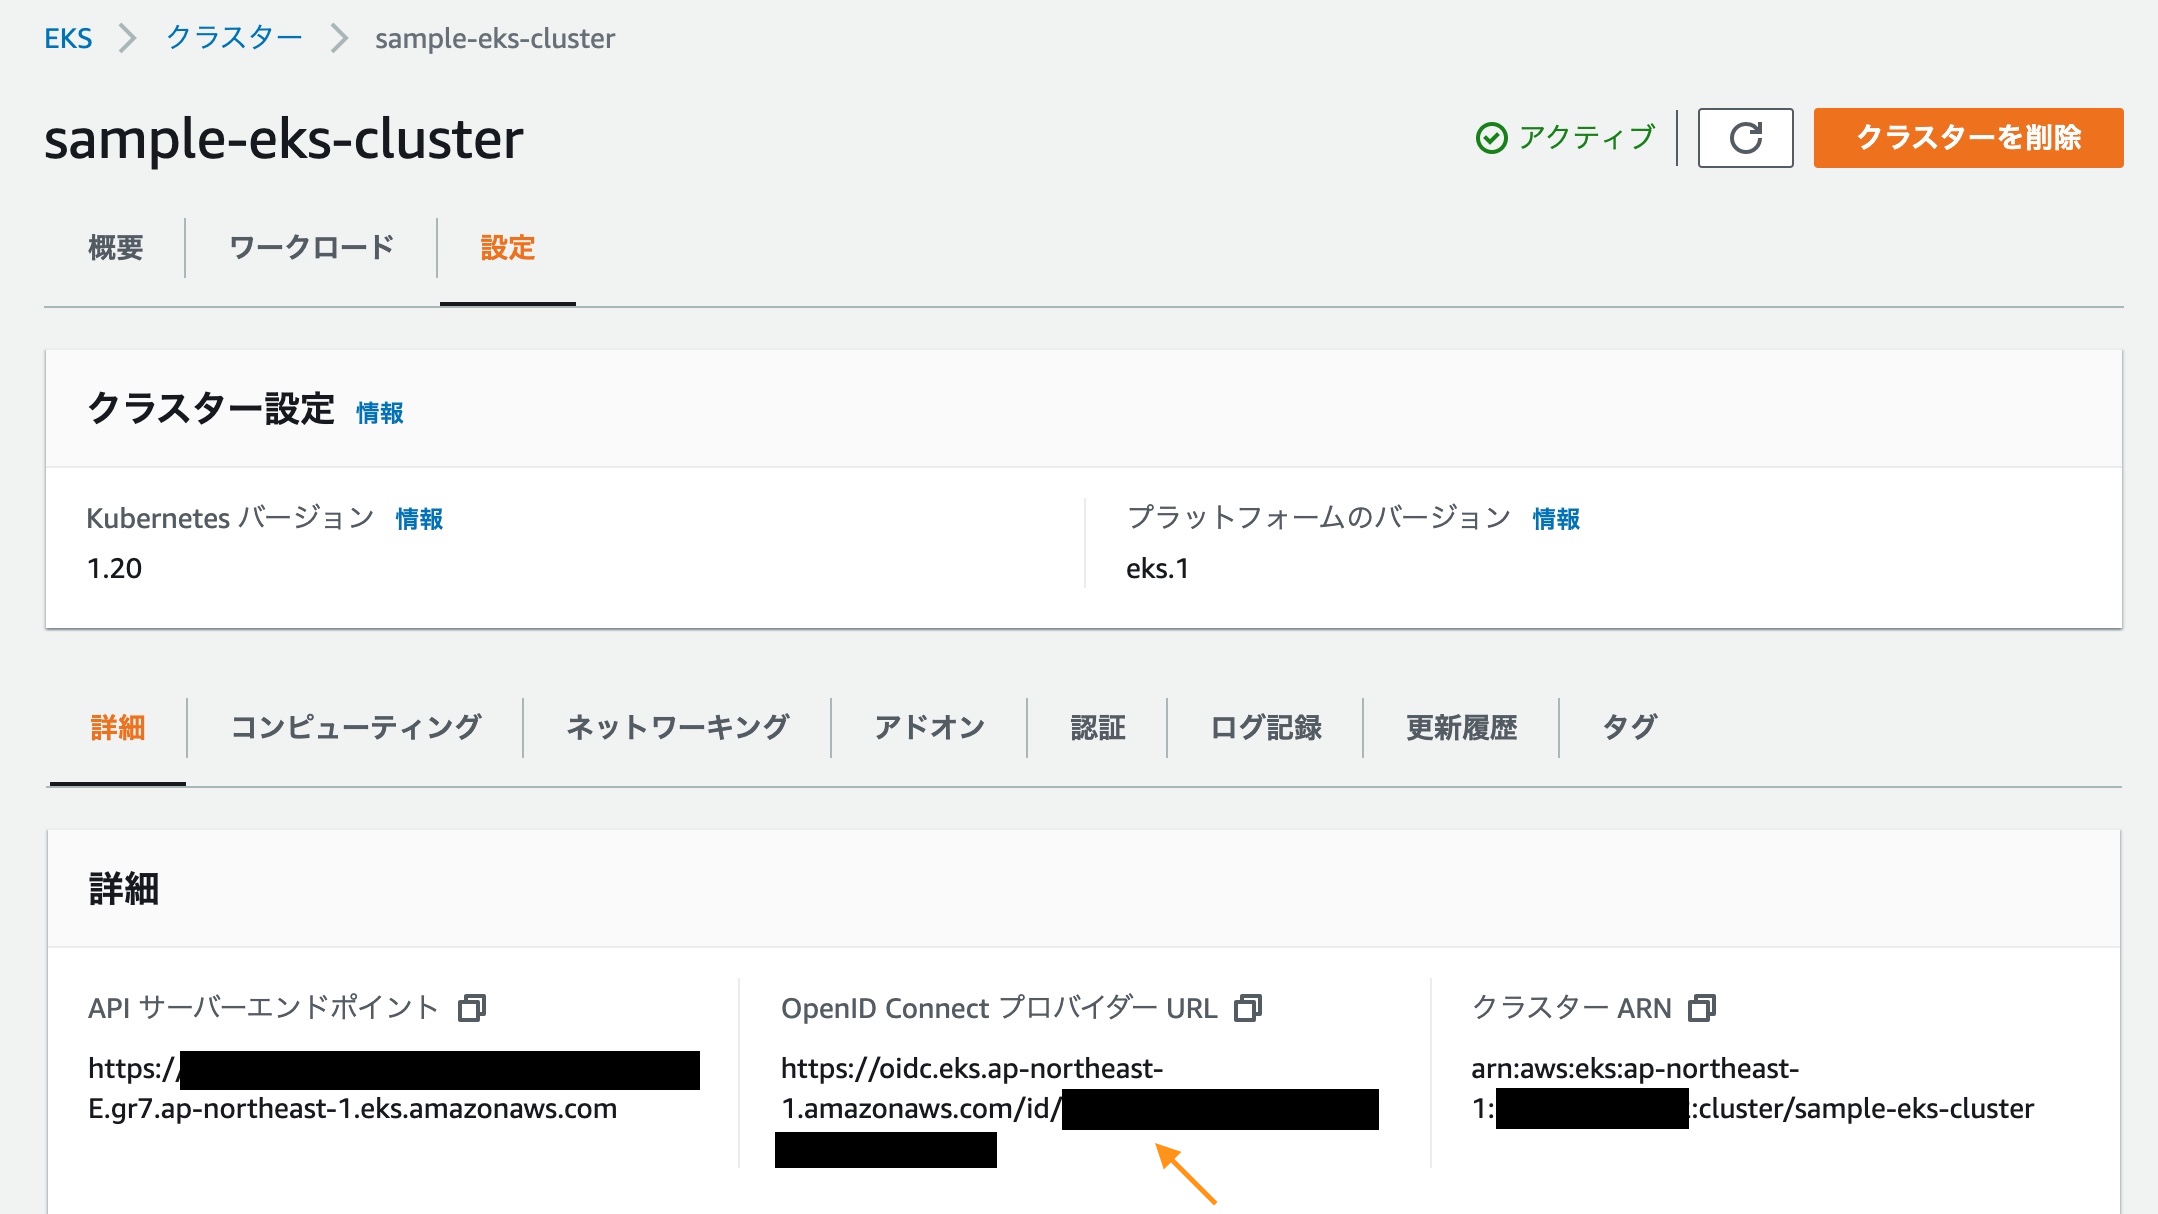 EKS > クラスター > sample-eks-cluster
sample-eks-cluster
アクティブ
クラスターを削除
概要 ワークロード 設定
クラスター設定 情報
Kubernetes バージョン 情報
1.20
プラットフォームのバージョン 情報
eks.1
詳細 コンピューティング ネットワーキング アドオン 認証 ログ記録 更新履歴 タグ
詳細
API サーバーエンドポイント
https://
E.gr7.ap-northeast-1.eks.amazonaws.com
OpenID Connect プロバイダー URL
https://oidc.eks.ap-northeast-
1.amazonaws.com/id/
クラスター ARN
arn:aws:eks:ap-northeast-
1: :cluster/sample-eks-cluster